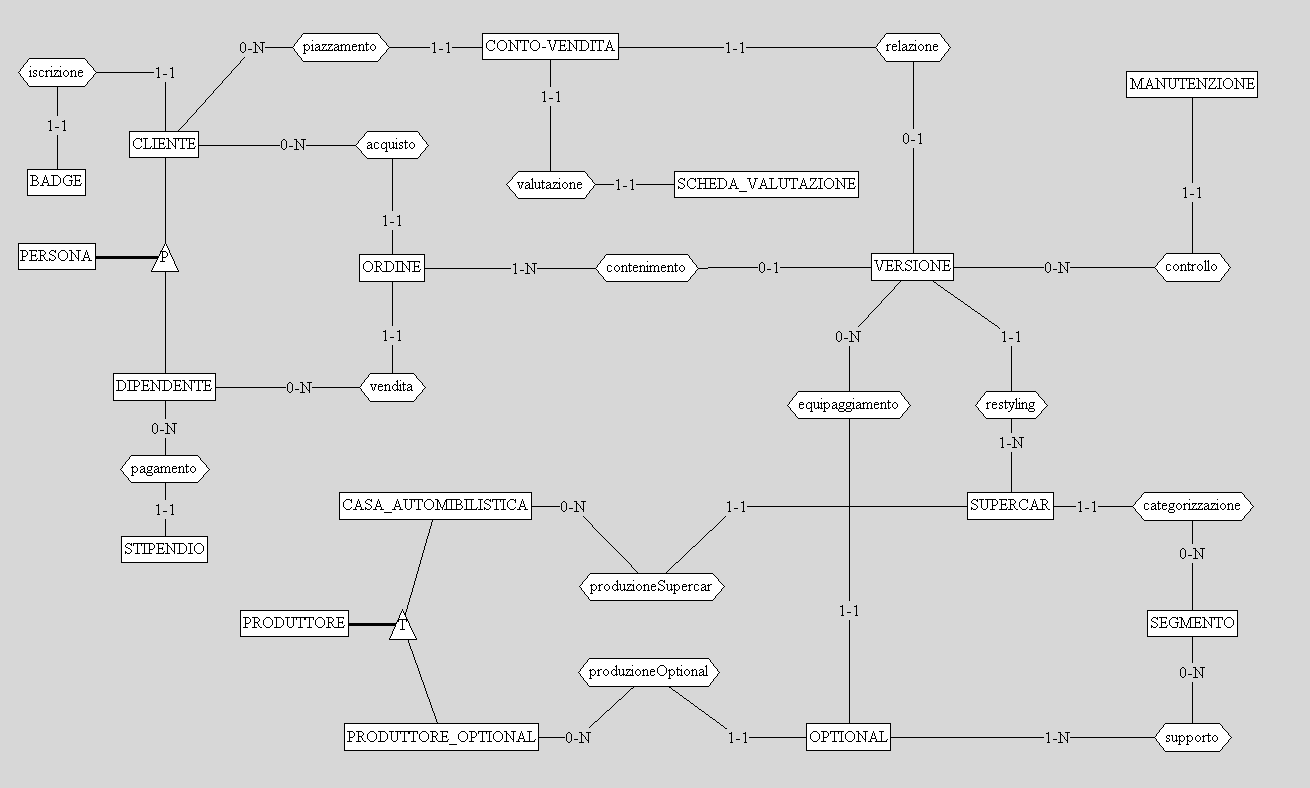 0-N
piazzamento
1-1
CONTO-VENDITA
1-1
relazione
iscrizione
1-1
MANUTENZIONE
1-1
1-1
0-1
CLIENTE
0-N
acquisto
BADGE
valutazione
1-1
SCHEDA_VALUTAZIONE
1-1
1-1
PERSONA
P
ORDINE
1-N
contenimento
0-1
VERSIONE
0-N
controllo
1-1
0-N
1-1
DIPENDENTE
0-N
vendita
equipaggiamento
restyling
0-N
1-N
pagamento
1-1
CASA_AUTOMIBILISTICA
0-N
1-1
SUPERCAR
1-1
categorizzazione
STIPENDIO
0-N
produzioneSupercar
1-1
PRODUTTORE
T
SEGMENTO
produzioneOptional
0-N
PRODUTTORE_OPTIONAL
0-N
1-1
OPTIONAL
1-N
supporto